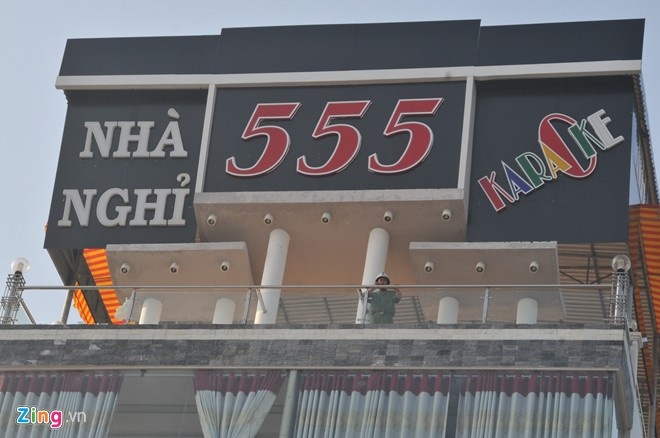 NHÀ
NGHỈ
555
KARAOKE
Zing.vn